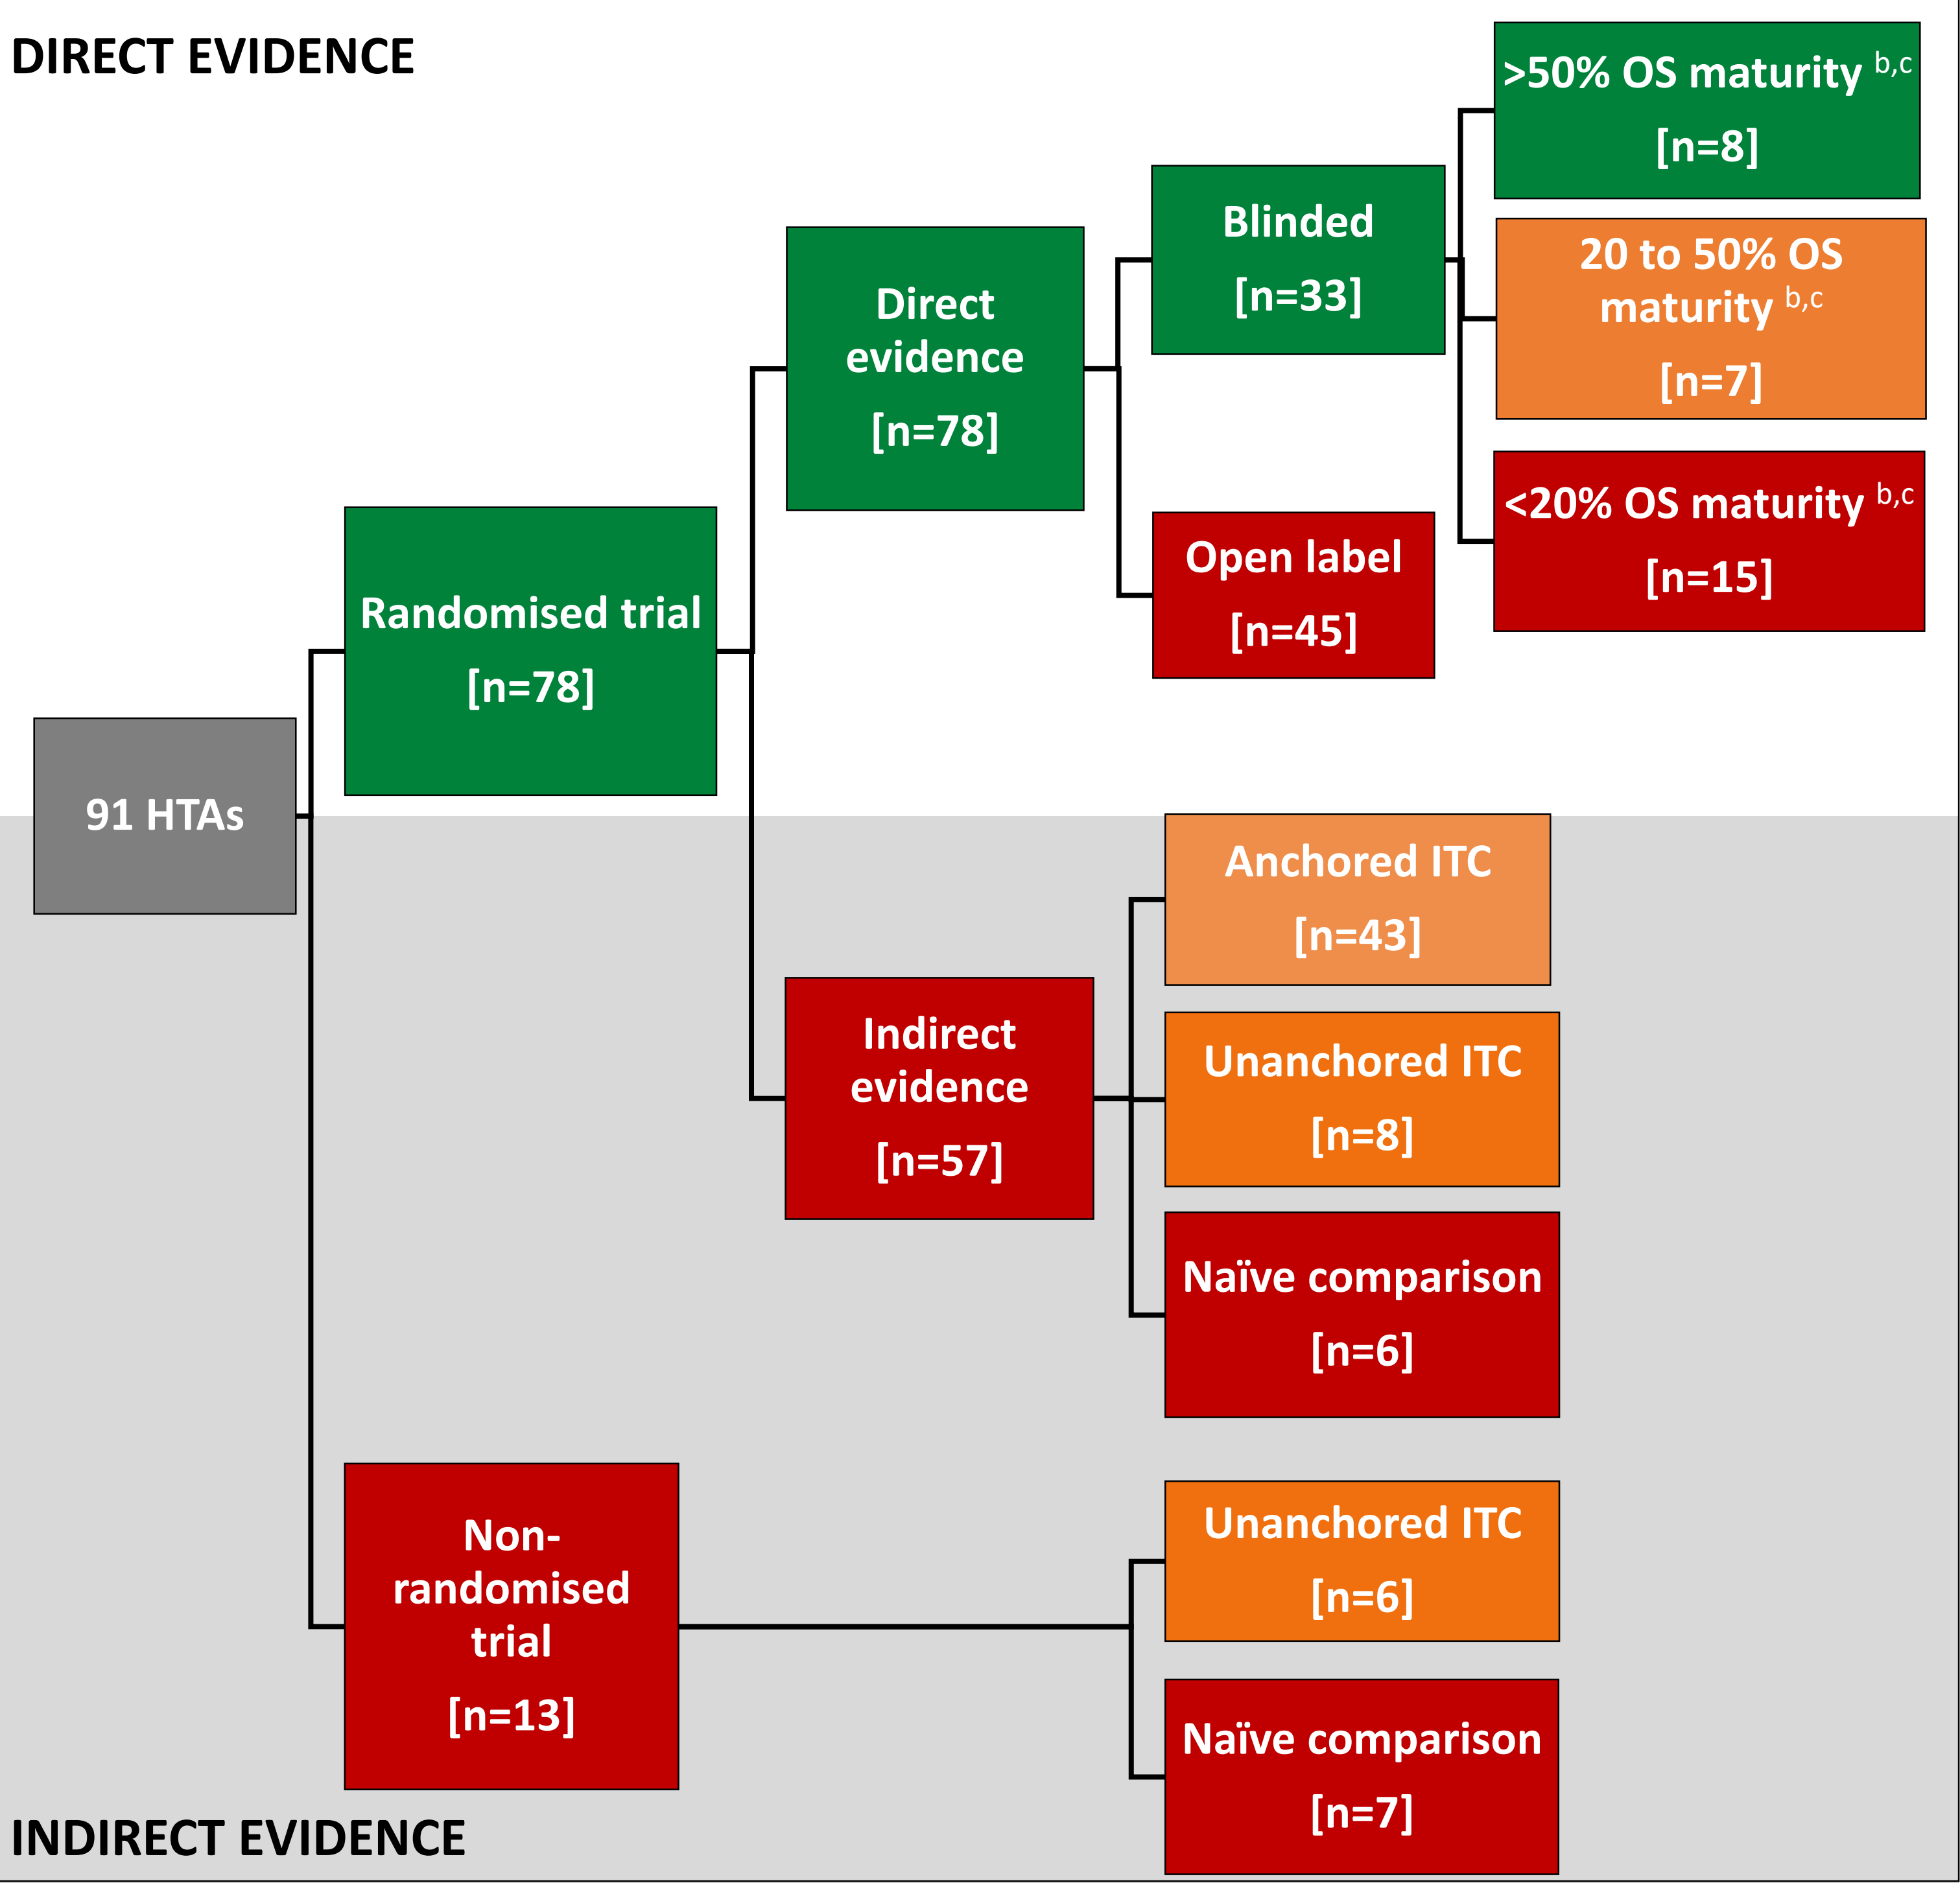 DIRECT EVIDENCE
>50% OS maturity b,c
[n=8]
20 to 50% OS
maturity b,c
[n=7]
<20% OS maturity b,c
[n=15]
Blinded
[n=33]
Open label
[n=45]
Direct
evidence
[n=78]
Randomised trial
[n=78]
91 HTAs
Indirect
evidence
[n=57]
Anchored ITC
[n=43]
Unanchored ITC
[n=8]
Naïve comparison
[n=6]
Non-
randomised
trial
[n=13]
Unanchored ITC
[n=6]
Naïve comparison
[n=7]
INDIRECT EVIDENCE